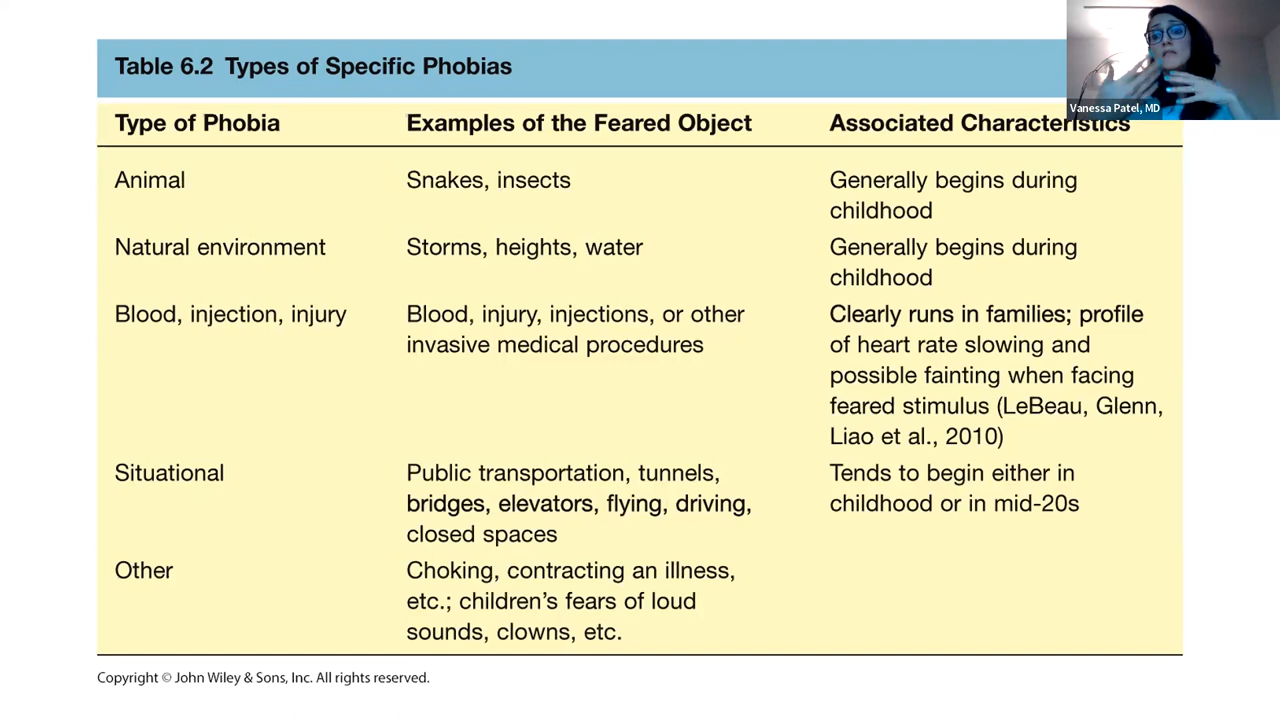 Table 6.2 Types of Specific Phobias
Vanessa Patel, MD
Type of Phobia Examples of the Feared Object Associated Characteristics
Animal Snakes, insects Generally begins during
childhood
Natural environment Storms, heights, water Generally begins during
childhood
Blood, injection, injury Blood, injury, injections, or other Clearly runs in families; profile
invasive medical procedures of heart rate slowing and
possible fainting when facing
feared stimulus (LeBeau, Glenn,
Liao et al., 2010)
Situational Public transportation, tunnels, Tends to begin either in
bridges, elevators, flying, driving, childhood or in mid-20s
closed spaces
Other Choking, contracting an illness,
etc.; children’s fears of loud
sounds, clowns, etc.
Copyright © John Wiley & Sons, Inc. All rights reserved.